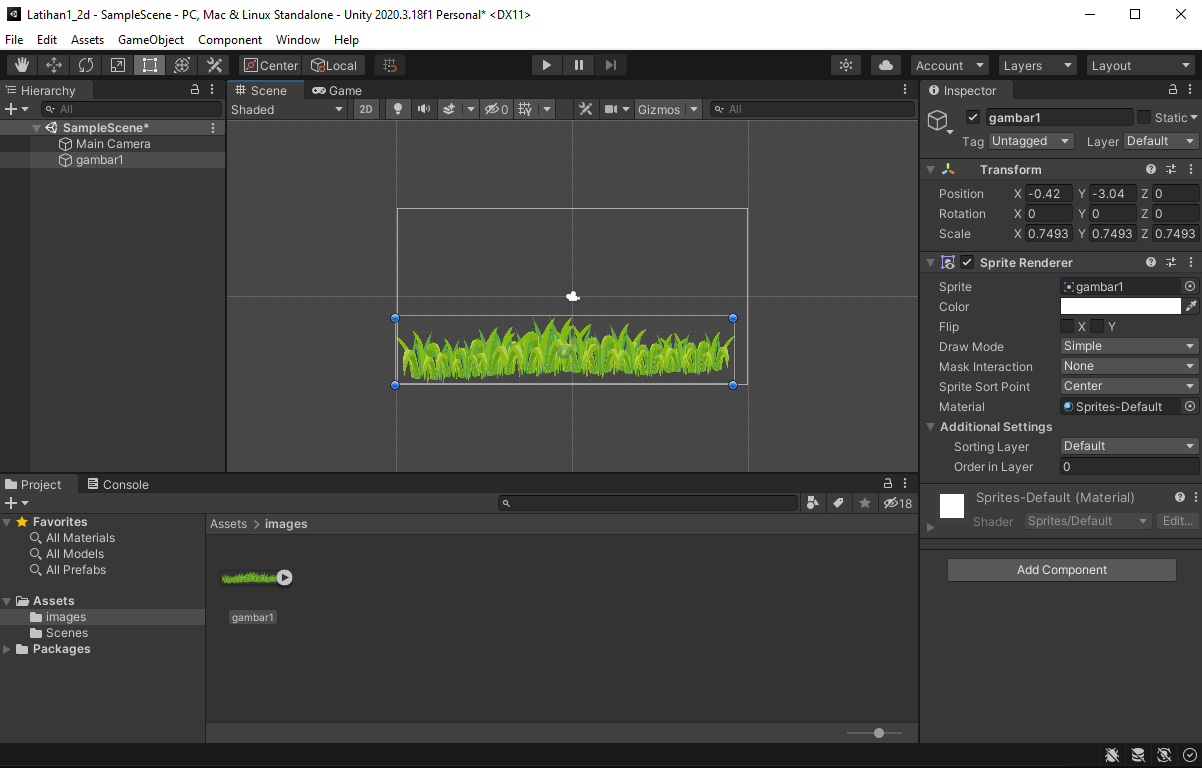 Latihan1_2d - SampleScene - PC, Mac & Linux Standalone - Unity 2020.3.18f1 Personal* <DX11>
File Edit Assets GameObject Component Window Help
Center Local Account Layers Layout
Hierarchy
All
SampleScene*
Main Camera
gambar1
Scene Game
Shaded 2D 0 Gizmos All
Project Console
18
Favorites
All Materials
All Models
All Prefabs
Assets
images
Scenes
Packages
Assets > images
gambar1
Inspector
gambar1 Static
Tag Untagged Layer Default
Transform
Position X -0.42 Y -3.04 Z 0
Rotation X 0 Y 0 Z 0
Scale X 0.7493 Y 0.7493 Z 0.7493
Sprite Renderer
Sprite gambar1
Color
Flip X Y
Draw Mode Simple
Mask Interaction None
Sprite Sort Point Center
Material Sprites-Default
Additional Settings
Sorting Layer Default
Order in Layer 0
Sprites-Default (Material)
Shader Sprites/Default Edit...
Add Component